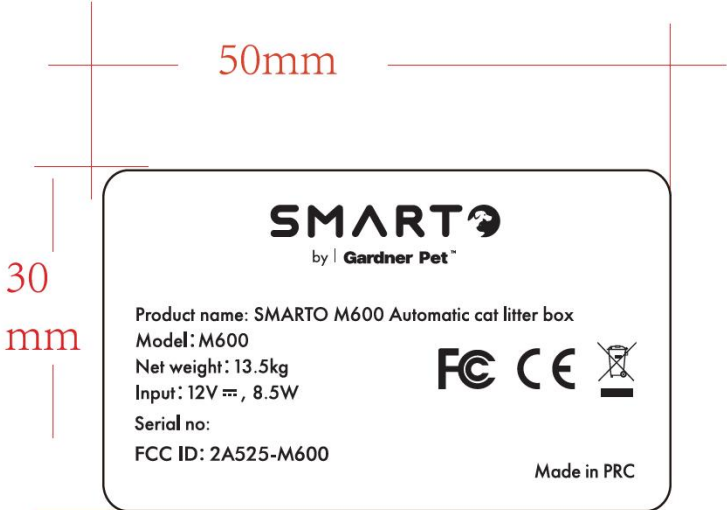 50mm
30
mm
SMARTO
by | Gardner Pet™
Product name: SMARTO M600 Automatic cat litter box
Model: M600
Net weight: 13.5kg
Input: 12V ⎓, 8.5W
Serial no:
FCC ID: 2A525-M600
FC CE
Made in PRC